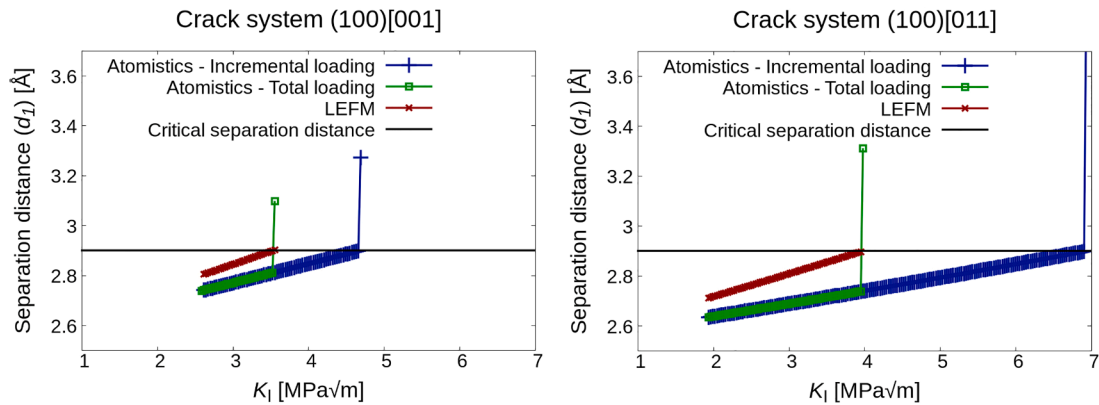 Crack system (100)[001]
Atomistics - Incremental loading
Atomistics - Total loading
LEFM
Critical separation distance
Separation distance (d1) [Å]
3.6
3.4
3.2
3
2.8
2.6
1 2 3 4 5 6 7
KI [MPa√m]
Crack system (100)[011]
Atomistics - Incremental loading
Atomistics - Total loading
LEFM
Critical separation distance
Separation distance (d1) [Å]
3.6
3.4
3.2
3
2.8
2.6
1 2 3 4 5 6 7
KI [MPa√m]